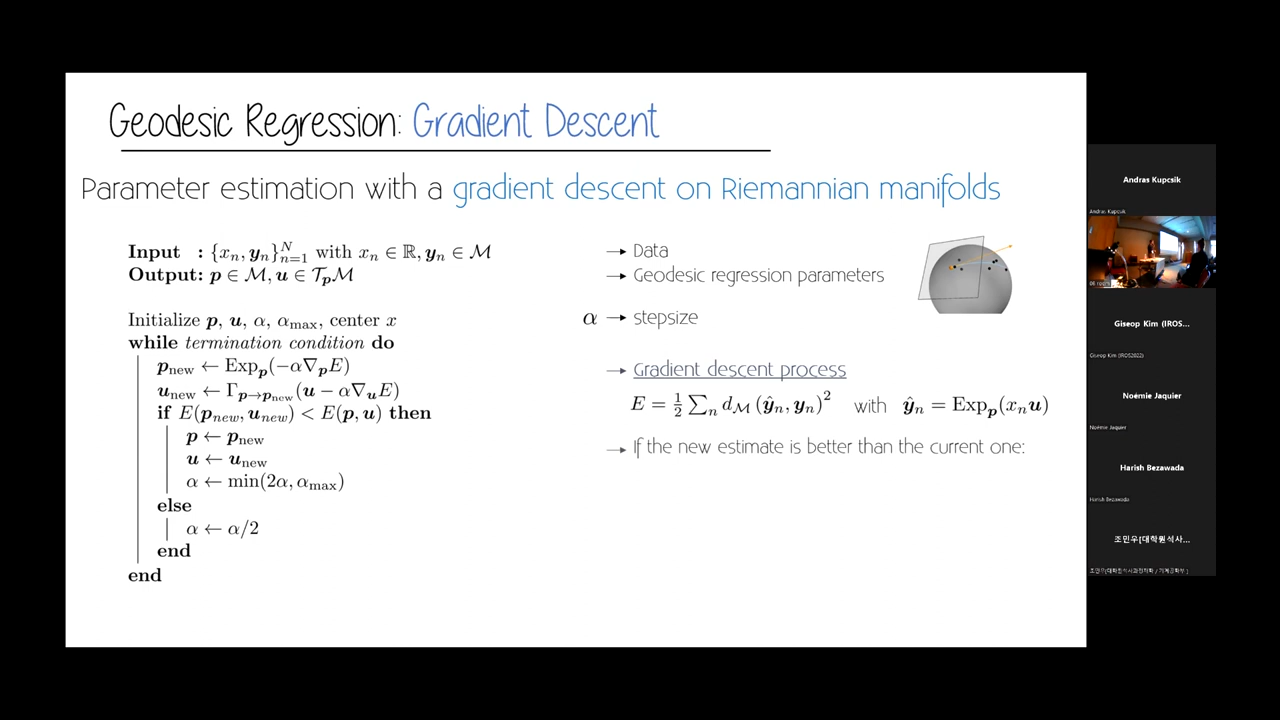 Geodesic Regression: Gradient Descent
Parameter estimation with a gradient descent on Riemannian manifolds
Input : {xₙ, yₙ}ᴺₙ₌₁ with xₙ ∈ ℝ, yₙ ∈ ℳ
Output: p ∈ ℳ, u ∈ 𝒯ₚℳ
Initialize p, u, α, α_max, center x
while termination condition do
p_new ← Exp_p(−α∇_p E)
u_new ← Γ_{p→p_new}(u − α∇_u E)
if E(p_new, u_new) < E(p, u) then
p ← p_new
u ← u_new
α ← min(2α, α_max)
else
α ← α/2
end
end
→ Data
→ Geodesic regression parameters
α → stepsize
→ Gradient descent process
E = ½ ∑ₙ d_ℳ (ŷₙ, yₙ)² with ŷₙ = Exp_p(xₙu)
→ If the new estimate is better than the current one:
Andras Kupcsik
Andras Kupcsik
Giseop Kim (IROS...
Giseop Kim (IROS2022)
Noémie Jaquier
Noémie Jaquier
Harish Bezawada
Harish Bezawada
조민우[대학원석사...